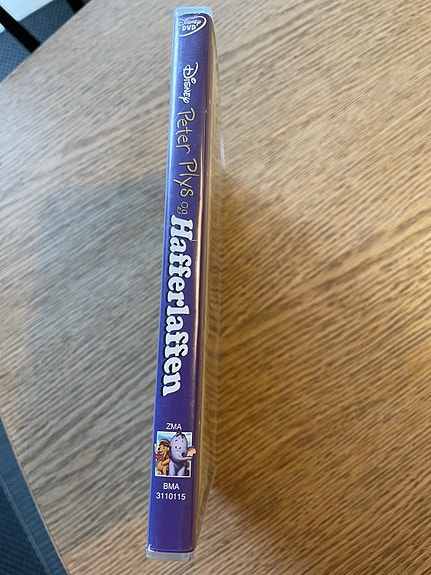 Disney
DVD
Disney Peter Plys og Hafferlaffen
ZMA
BMA
3110115